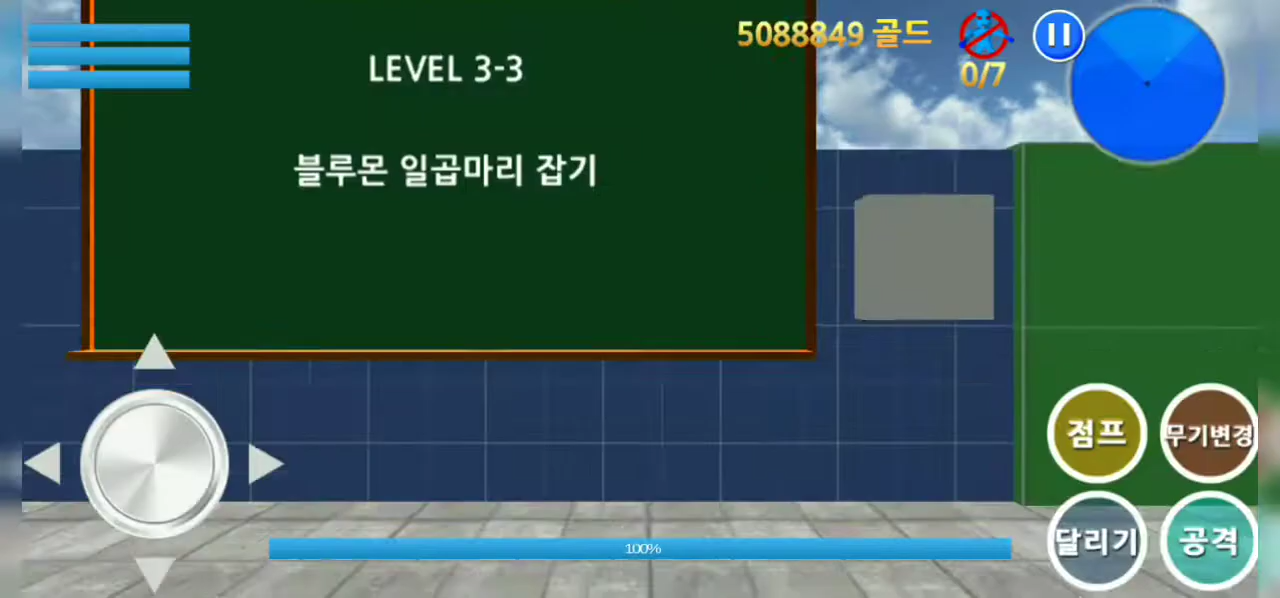 5088849 골드
0/7
LEVEL 3-3
블루몬 일곱마리 잡기
점프
무기변경
달리기
공격
100%